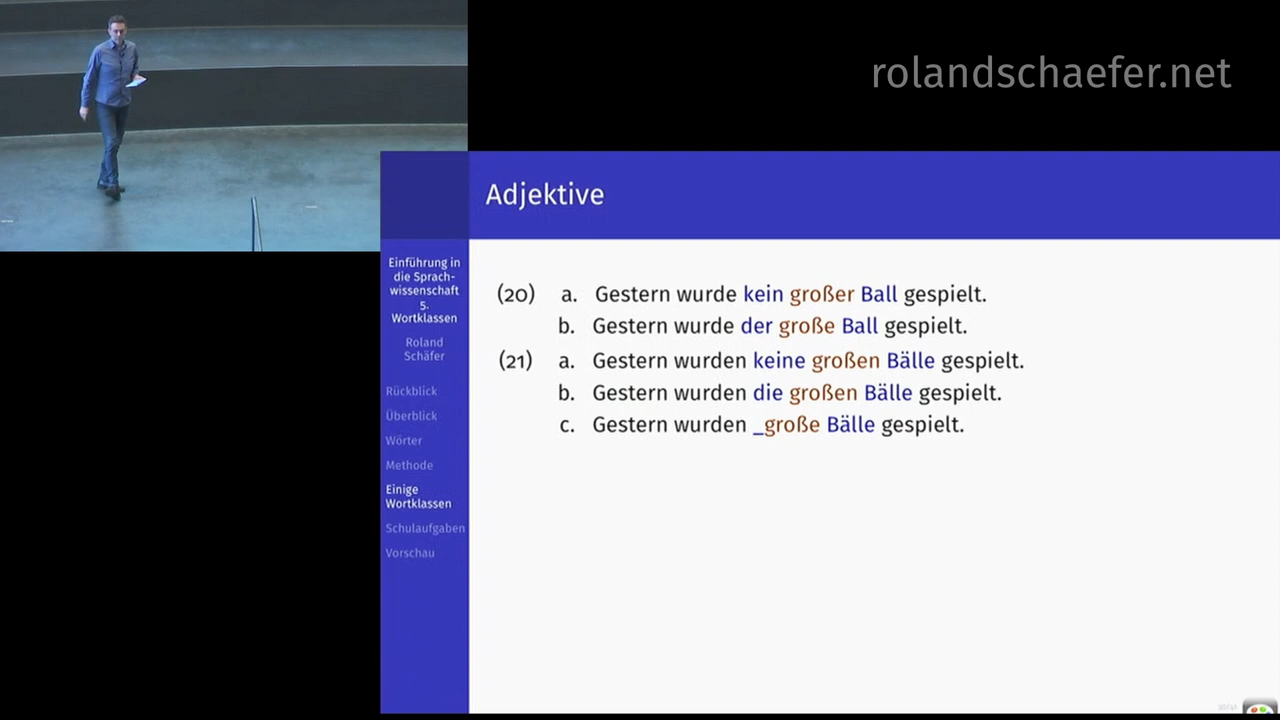 rolandschaefer.net
Adjektive
Einführung in
die Sprach-
wissenschaft
5.
Wortklassen
Roland
Schäfer
Rückblick
Überblick
Wörter
Methode
Einige
Wortklassen
Schulaufgaben
Vorschau
(20) a. Gestern wurde kein großer Ball gespielt.
b. Gestern wurde der große Ball gespielt.
(21) a. Gestern wurden keine großen Bälle gespielt.
b. Gestern wurden die großen Bälle gespielt.
c. Gestern wurden _große Bälle gespielt.